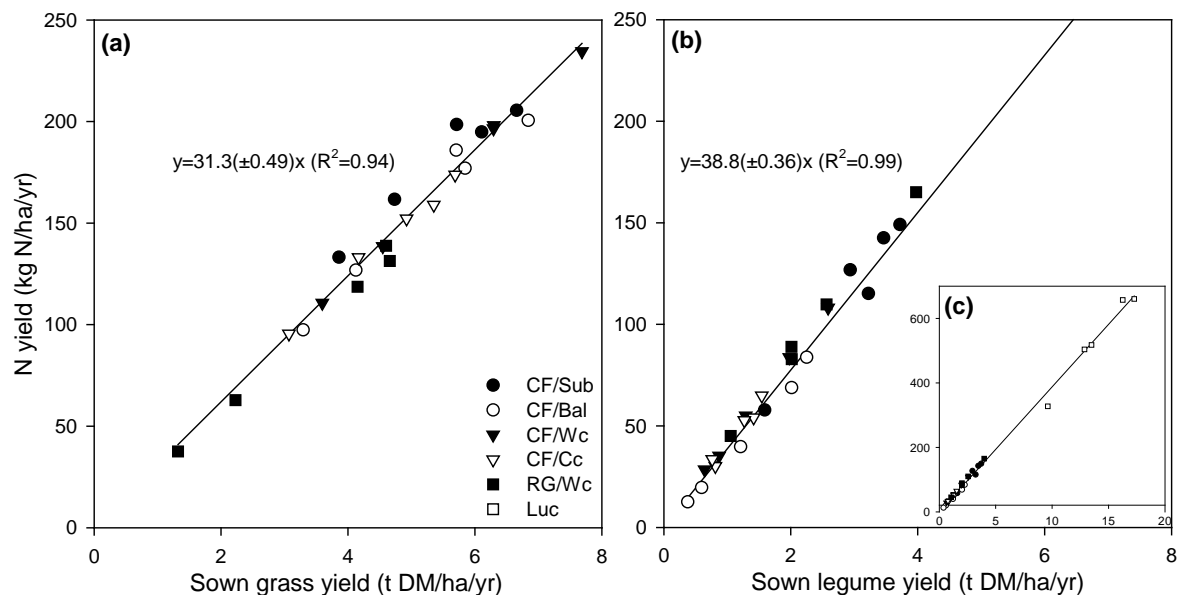 (a)
250
200
150
100
50
0
N yield (kg N/ha/yr)
y=31.3(±0.49)x (R²=0.94)
CF/Sub
CF/Bal
CF/Wc
CF/Cc
RG/Wc
Luc
0 2 4 6 8
Sown grass yield (t DM/ha/yr)
(b)
250
200
150
100
50
0
y=38.8(±0.36)x (R²=0.99)
0 2 4 6 8
Sown legume yield (t DM/ha/yr)
(c)
600
400
200
0
0 5 10 15 20